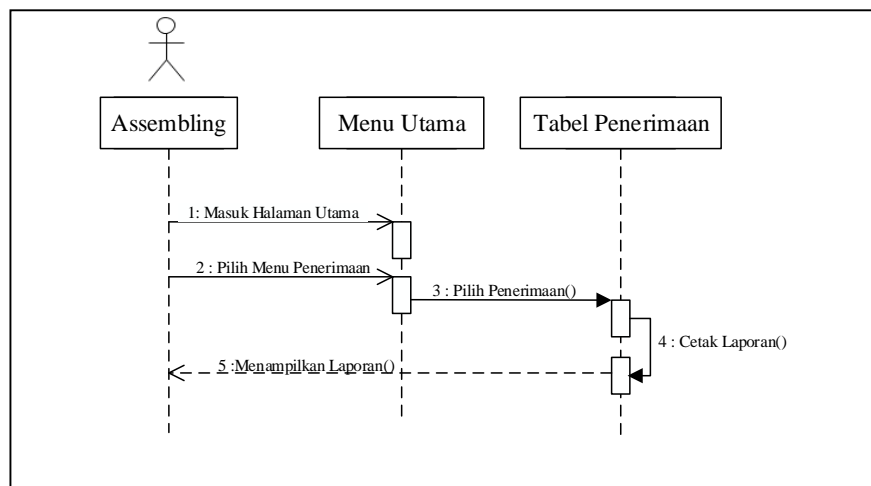 Assembling
Menu Utama
Tabel Penerimaan
1: Masuk Halaman Utama
2 : Pilih Menu Penerimaan
3 : Pilih Penerimaan()
4 : Cetak Laporan()
5 :Menampilkan Laporan()